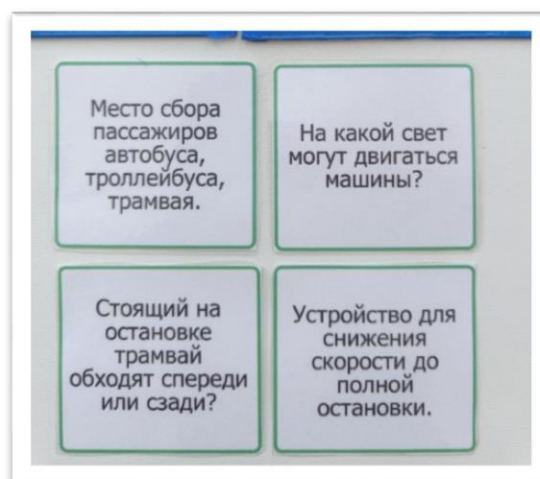 Место сбора
пассажиров
автобуса,
троллейбуса,
трамвая.
На какой свет
могут двигаться
машины?
Стоящий на
остановке
трамвай
обходят спереди
или сзади?
Устройство для
снижения
скорости до
полной
остановки.